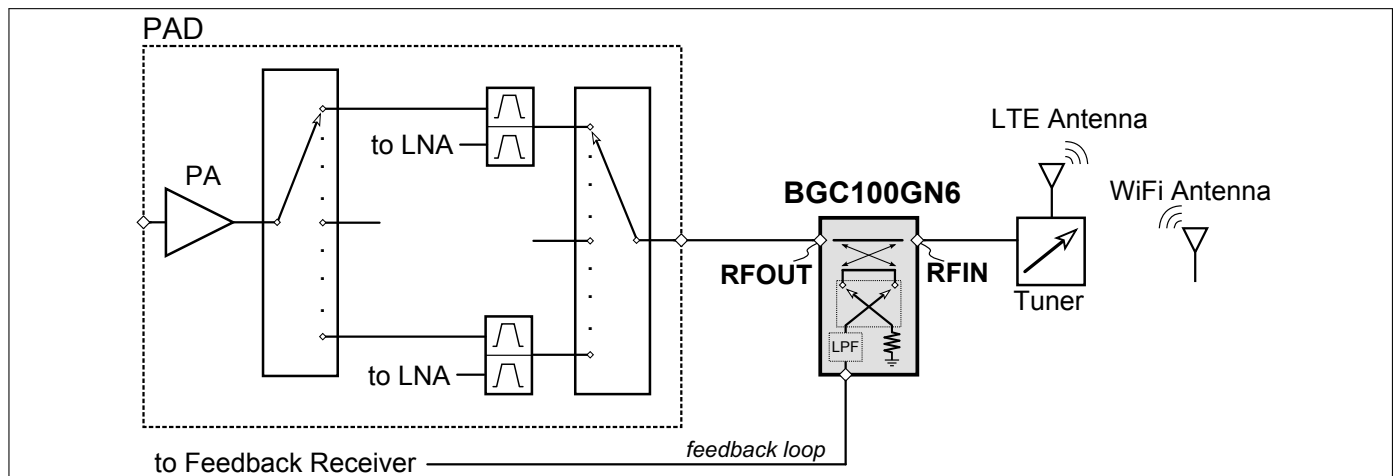 PAD
LTE Antenna
to LNA
PA
WiFi Antenna
BGC100GN6
RFOUT
RFIN
Tuner
LPF
to LNA
feedback loop
to Feedback Receiver